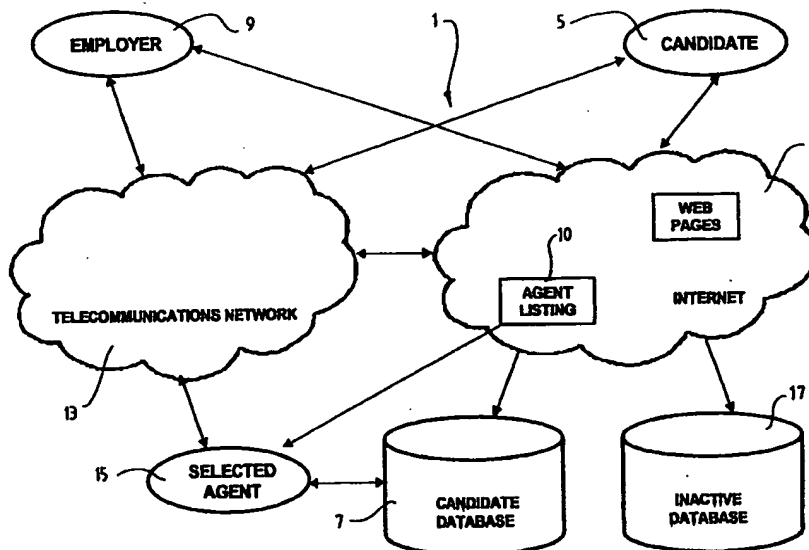 9
EMPLOYER
1
5
CANDIDATE
WEB
PAGES
10
AGENT
LISTING
INTERNET
TELECOMMUNICATIONS NETWORK
13
17
15
SELECTED
AGENT
7
CANDIDATE
DATABASE
INACTIVE
DATABASE